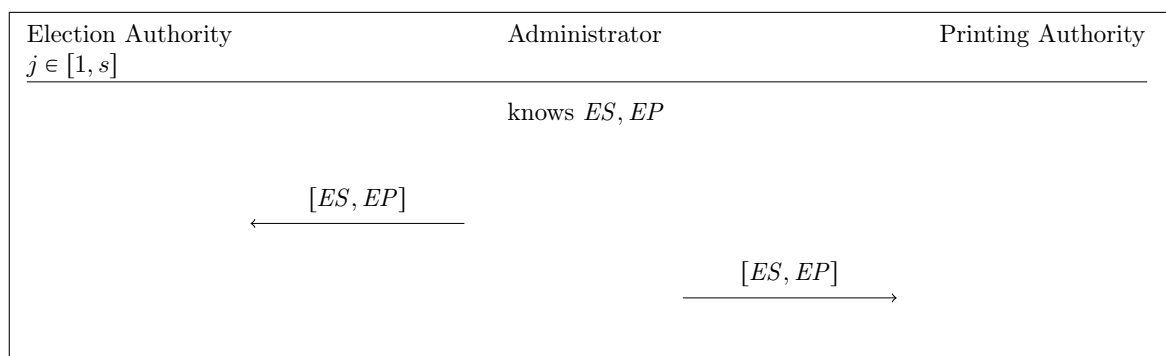 Election Authority Administrator Printing Authority
j ∈ [1, s]
knows ES, EP
[ES, EP]
[ES, EP]